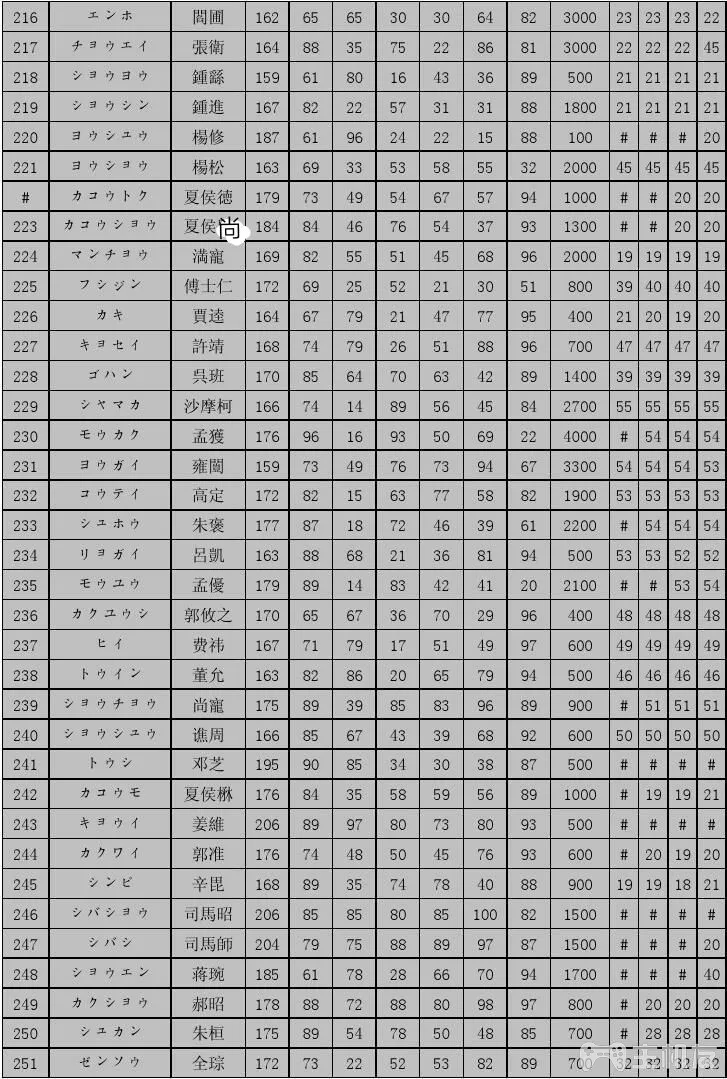 216 エンホ 閻圃 162 65 65 30 30 64 82 3000 23 23 23 22
217 チヨウエイ 張衛 164 88 35 75 22 86 81 3000 22 22 22 45
218 シヨウヨウ 鍾繇 159 61 80 16 43 36 89 500 21 21 21 21
219 シヨウシン 鍾進 167 82 22 57 31 31 88 1800 21 21 21 21
220 ヨウシユウ 楊修 187 61 96 24 22 15 88 100 # # # 20
221 ヨウシヨウ 楊松 163 69 33 53 58 55 32 2000 45 45 45 45
# カコウトク 夏侯徳 179 73 49 54 67 57 94 1000 # # 20 20
223 カコウシヨウ 夏侯尚 184 84 46 76 54 37 93 1300 # # 20 20
224 マンチヨウ 満寵 169 82 55 51 45 68 96 2000 19 19 19 19
225 フシジン 傅士仁 172 69 25 52 21 30 51 800 39 40 40 40
226 カキ 賈逵 164 67 79 21 47 77 95 400 21 20 19 20
227 キヨセイ 許靖 168 74 79 26 51 88 96 700 47 47 47 47
228 ゴハン 呉班 170 85 64 70 63 42 89 1400 39 39 39 39
229 シヤマカ 沙摩柯 166 74 14 89 56 45 84 2700 55 55 55 55
230 モウカク 孟獲 176 96 16 93 50 69 22 4000 # 54 54 54
231 ヨウガイ 雍闓 159 73 49 76 73 94 67 3300 54 54 54 53
232 コウテイ 高定 172 82 15 63 77 58 82 1900 53 53 53 53
233 シユホウ 朱褒 177 87 18 72 46 39 61 2200 # 54 54 54
234 リヨガイ 呂凱 163 88 68 21 36 81 94 500 53 53 52 52
235 モウユウ 孟優 179 89 14 83 42 41 20 2100 # # 53 54
236 カクユウシ 郭攸之 170 65 67 36 70 29 96 400 48 48 48 48
237 ヒイ 费祎 167 71 79 17 51 49 97 600 49 49 49 49
238 トウイン 董允 163 82 86 20 65 79 94 500 46 46 46 46
239 シヨウチヨウ 尚寵 175 89 39 85 83 96 89 900 # 51 51 51
240 シヨウシユウ 譙周 166 85 67 43 39 68 92 600 50 50 50 50
241 トウシ 邓芝 195 90 85 34 30 38 87 500 # # # #
242 カコウモ 夏侯楙 176 84 35 58 59 56 89 1000 # 19 19 21
243 キヨウイ 姜維 206 89 97 80 73 80 93 500 # # # #
244 カクワイ 郭准 176 74 48 50 45 76 93 600 # 20 19 20
245 シンビ 辛毘 168 89 35 74 78 40 88 900 19 19 18 21
246 シバシヨウ 司馬昭 206 85 85 80 85 100 82 1500 # # # #
247 シバシ 司馬師 204 79 75 88 89 97 87 1500 # # # 20
248 シヨウエン 蒋琬 185 61 78 28 66 70 94 1700 # # # 40
249 カクシヨウ 郝昭 178 88 72 88 80 98 97 800 # 20 20 20
250 シユカン 朱桓 175 89 54 78 50 48 85 700 # 28 28 28
251 ゼンソウ 全琮 172 73 22 52 53 82 89 700 32 32 32 32